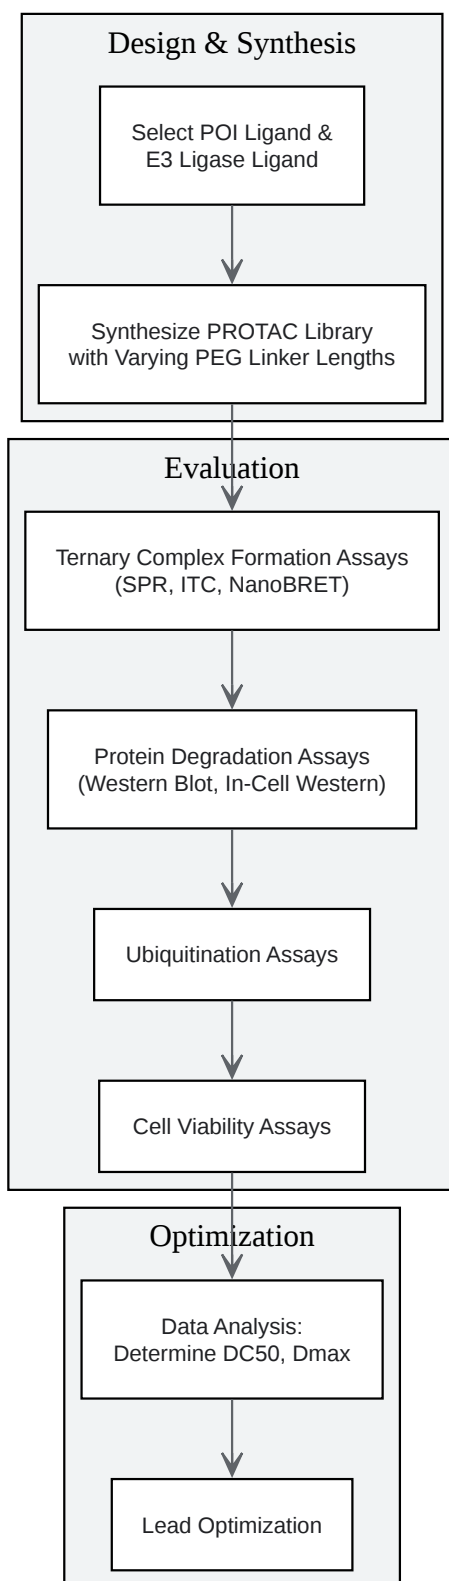 Design & Synthesis
Select POI Ligand &
E3 Ligase Ligand
Synthesize PROTAC Library
with Varying PEG Linker Lengths
Evaluation
Ternary Complex Formation Assays
(SPR, ITC, NanoBRET)
Protein Degradation Assays
(Western Blot, In-Cell Western)
Ubiquitination Assays
Cell Viability Assays
Optimization
Data Analysis:
Determine DC50, Dmax
Lead Optimization